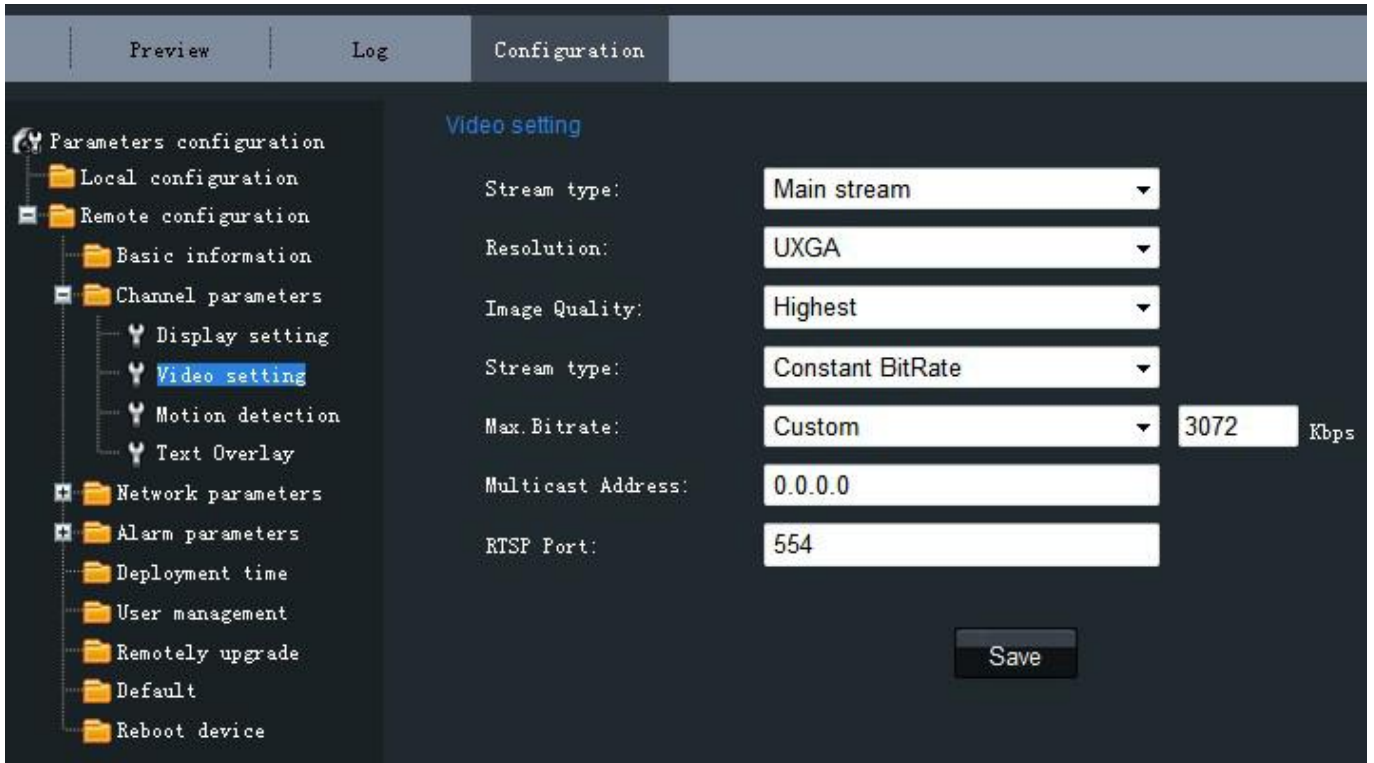 Preview Log Configuration
Parameters configuration
Local configuration
Remote configuration
Basic information
Channel parameters
Display setting
Video setting
Motion detection
Text Overlay
Network parameters
Alarm parameters
Deployment time
User management
Remotely upgrade
Default
Reboot device
Video setting
Stream type: Main stream
Resolution: UXGA
Image Quality: Highest
Stream type: Constant BitRate
Max.Bitrate: Custom 3072 Kbps
Multicast Address: 0.0.0.0
RTSP Port: 554
Save